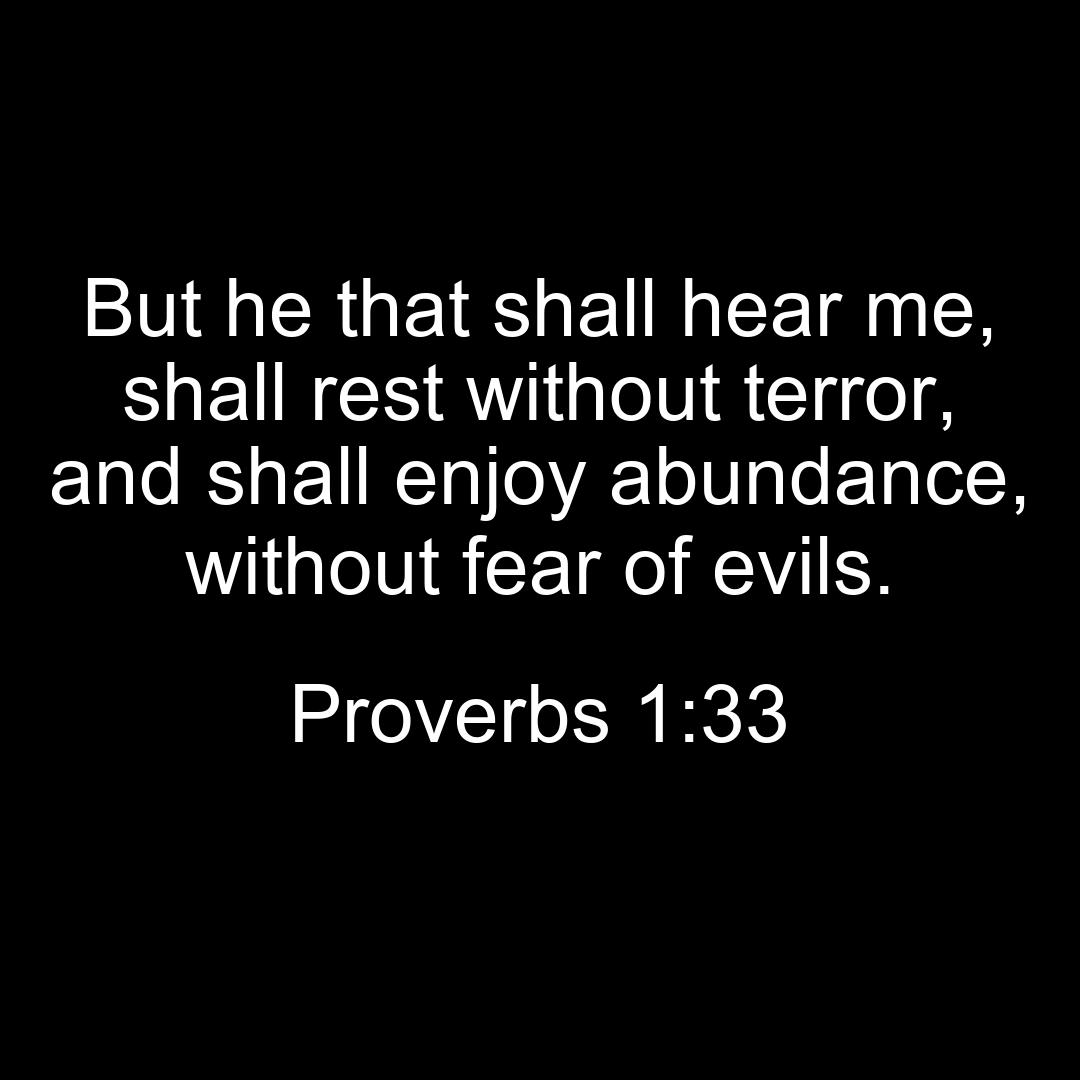 But he that shall hear me,
shall rest without terror,
and shall enjoy abundance,
without fear of evils.
Proverbs 1:33